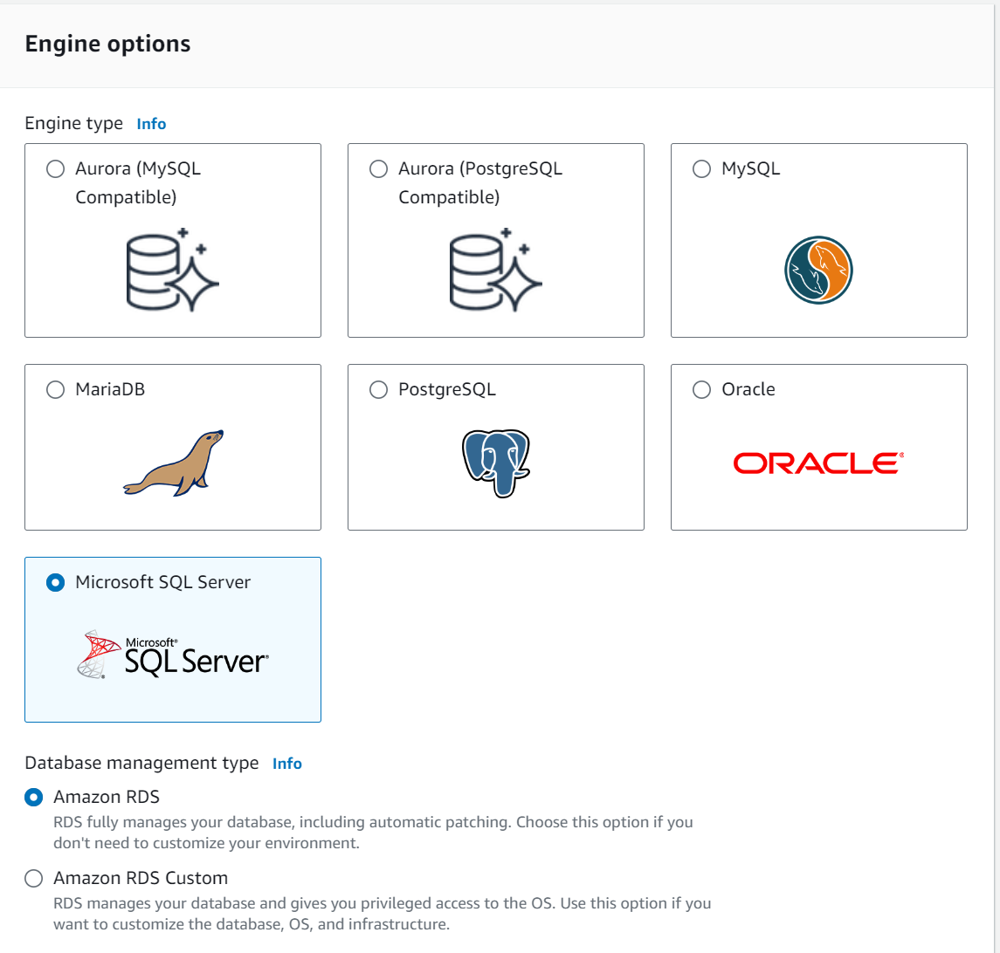 Engine options
Engine type Info
Aurora (MySQL
Compatible)
Aurora (PostgreSQL
Compatible)
MySQL
MariaDB
PostgreSQL
Oracle
ORACLE®
Microsoft SQL Server
Microsoft®
SQL Server®
Database management type Info
Amazon RDS
RDS fully manages your database, including automatic patching. Choose this option if you
don't need to customize your environment.
Amazon RDS Custom
RDS manages your database and gives you privileged access to the OS. Use this option if you
want to customize the database, OS, and infrastructure.